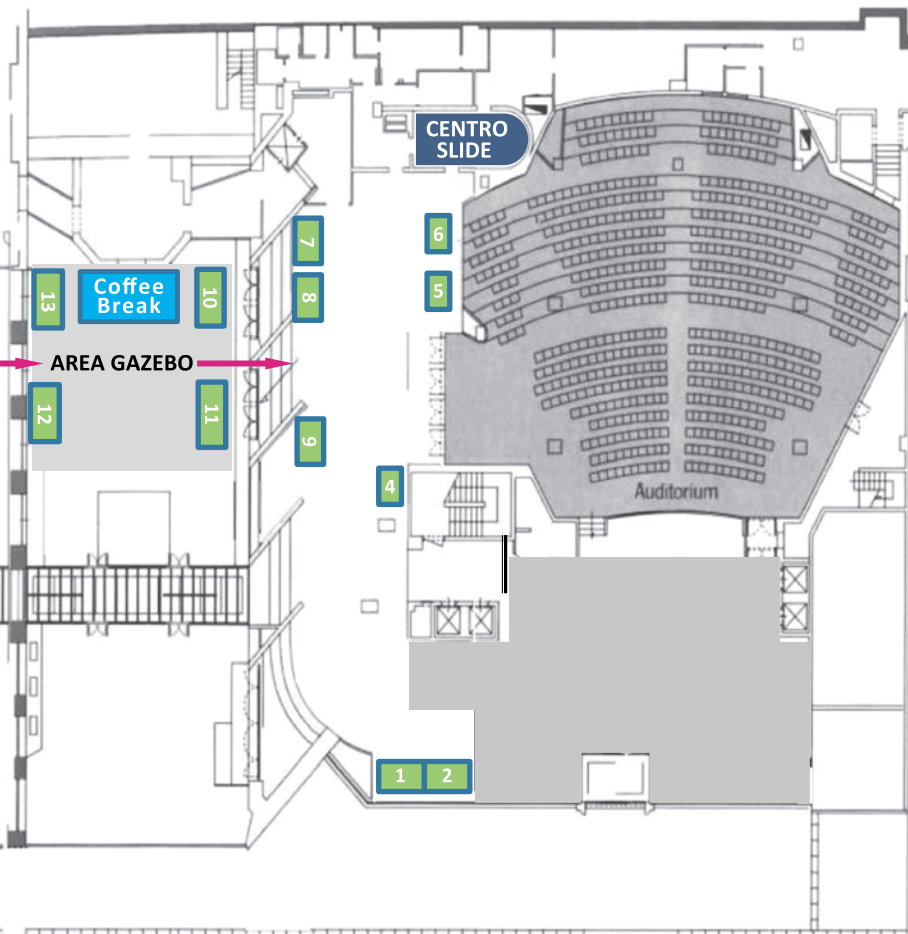 CENTRO
SLIDE
7
6
8
5
13
Coffee
Break
10
AREA GAZEBO
12
11
9
4
Auditorium
1
2